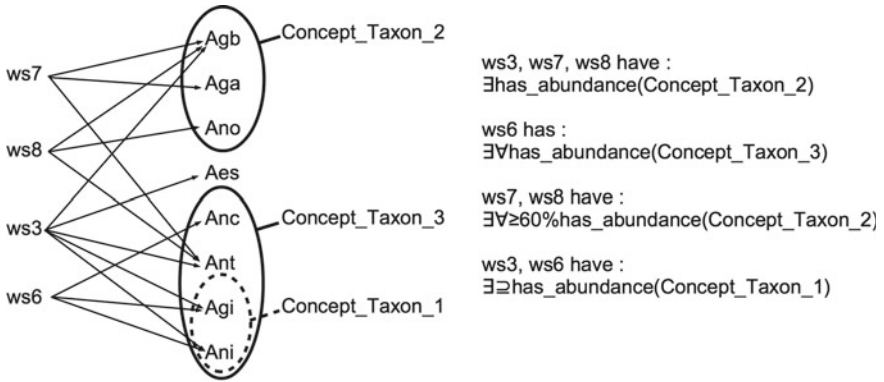 Agb
Concept_Taxon_2
ws7
Aga
ws8
Ano
Aes
ws3
Anc
Concept_Taxon_3
Ant
ws6
Agi
Concept_Taxon_1
Ani
ws3, ws7, ws8 have :
∃has_abundance(Concept_Taxon_2)
ws6 has :
∃∀has_abundance(Concept_Taxon_3)
ws7, ws8 have :
∃∀≥60%has_abundance(Concept_Taxon_2)
ws3, ws6 have :
∃⊇has_abundance(Concept_Taxon_1)